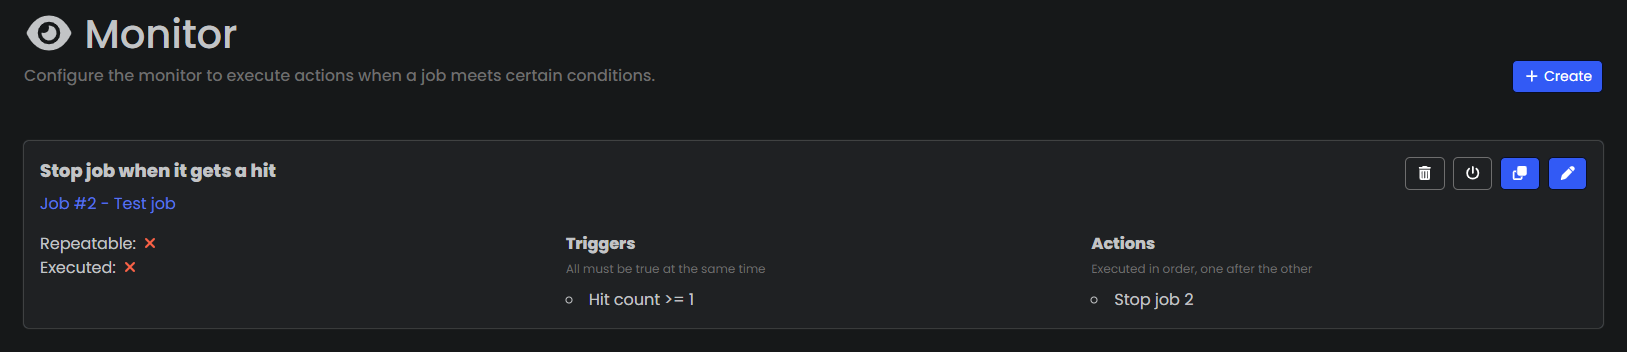 Monitor
Configure the monitor to execute actions when a job meets certain conditions.
+ Create
Stop job when it gets a hit
Job #2 - Test job
Repeatable: ✕
Executed: ✕
Triggers
All must be true at the same time
Hit count >= 1
Actions
Executed in order, one after the other
Stop job 2